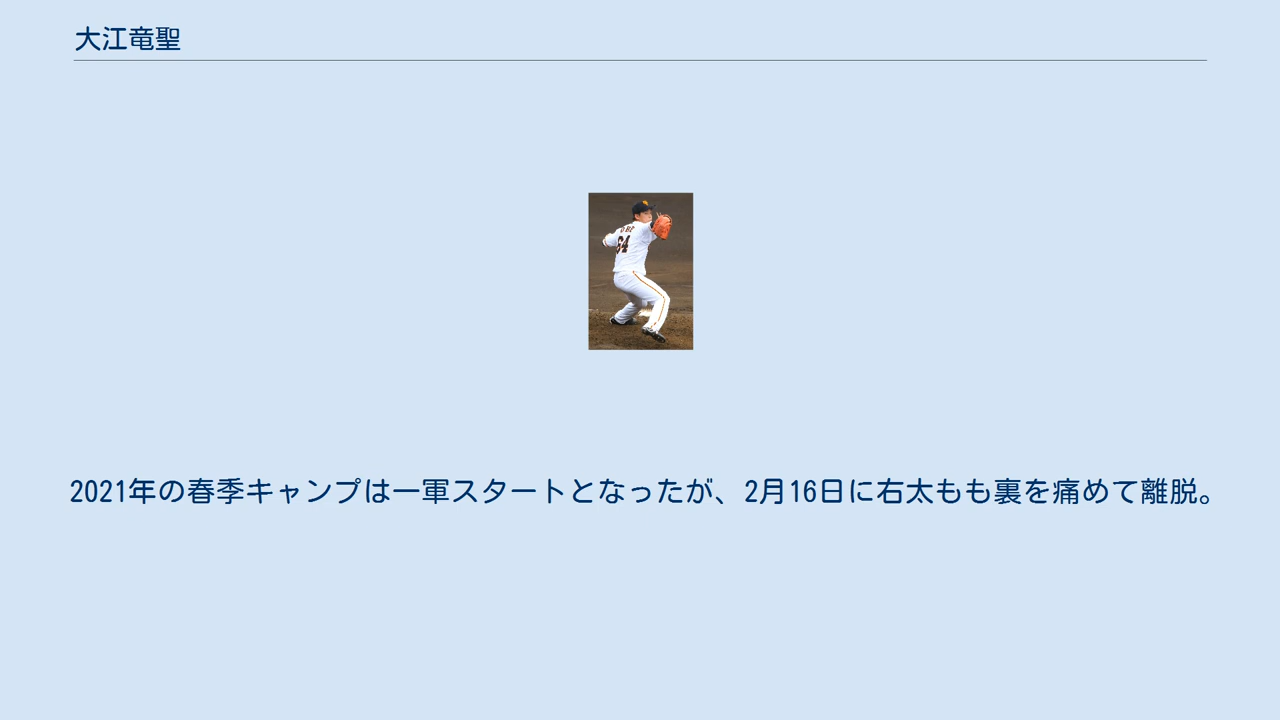 大江竜聖
64
2021年の春季キャンプは一軍スタートとなったが、2月16日に右太もも裏を痛めて離脱。